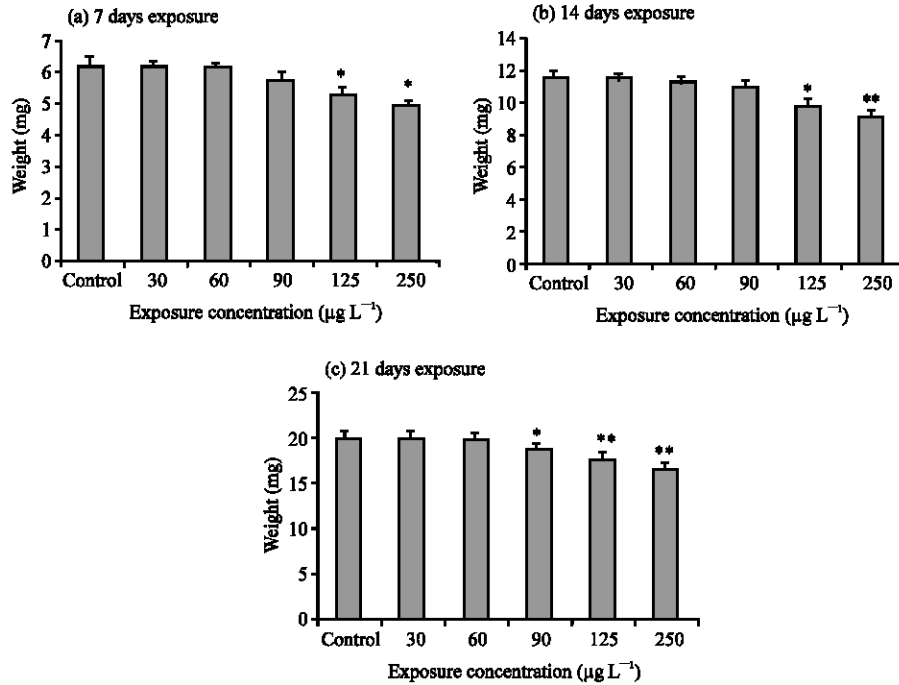 (a) 7 days exposure
7
6
5
4
3
2
1
0
Weight (mg)
*
*
Control 30 60 90 125 250
Exposure concentration (µg L⁻¹)
(b) 14 days exposure
14
12
10
8
6
4
2
0
Weight (mg)
*
**
Control 30 60 90 125 250
Exposure concentration (µg L⁻¹)
(c) 21 days exposure
25
20
15
10
5
0
Weight (mg)
*
**
**
Control 30 60 90 125 250
Exposure concentration (µg L⁻¹)